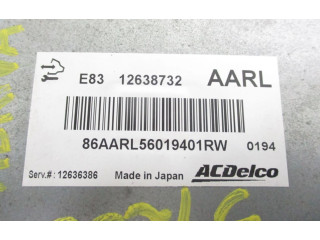 E83 12638732 AARL
86AARL56019401RW 0194
Serv.#: 12636386 Made in Japan ACDelco